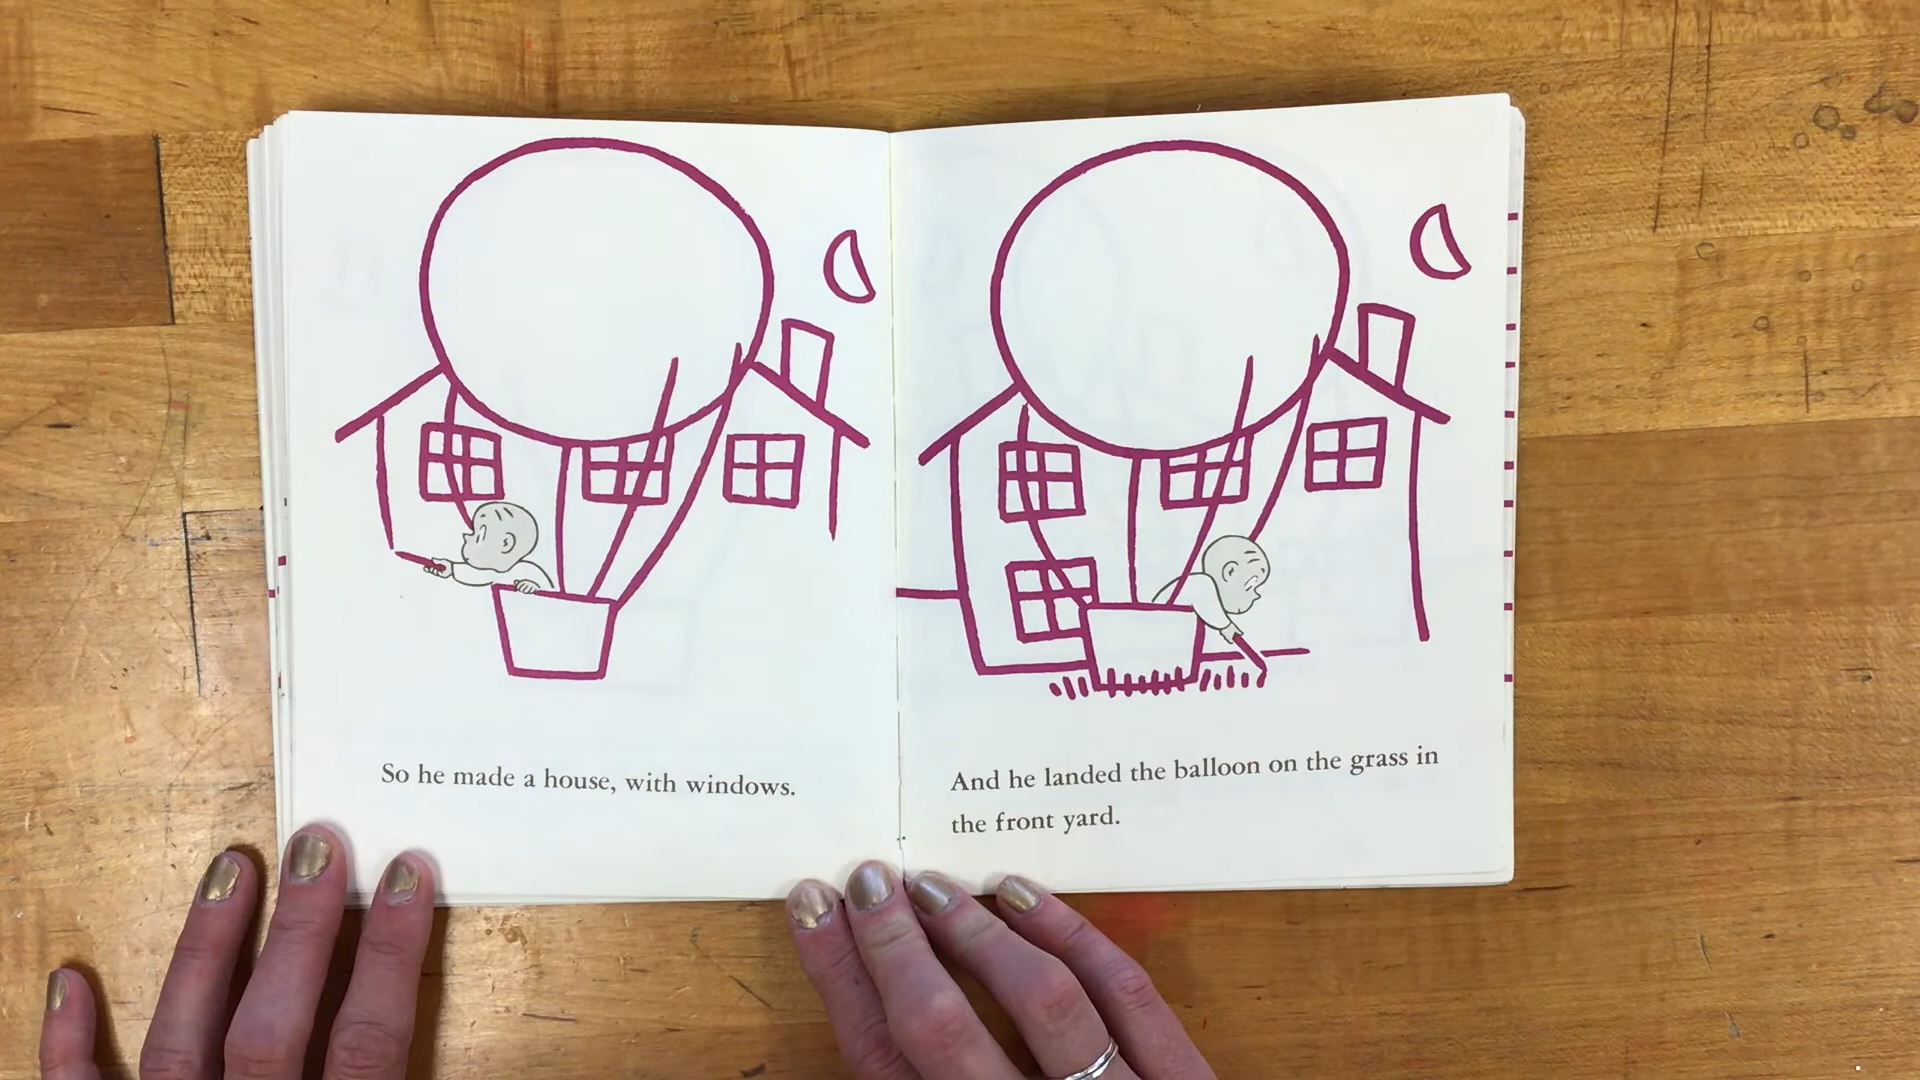 So he made a house, with windows.
And he landed the balloon on the grass in
the front yard.